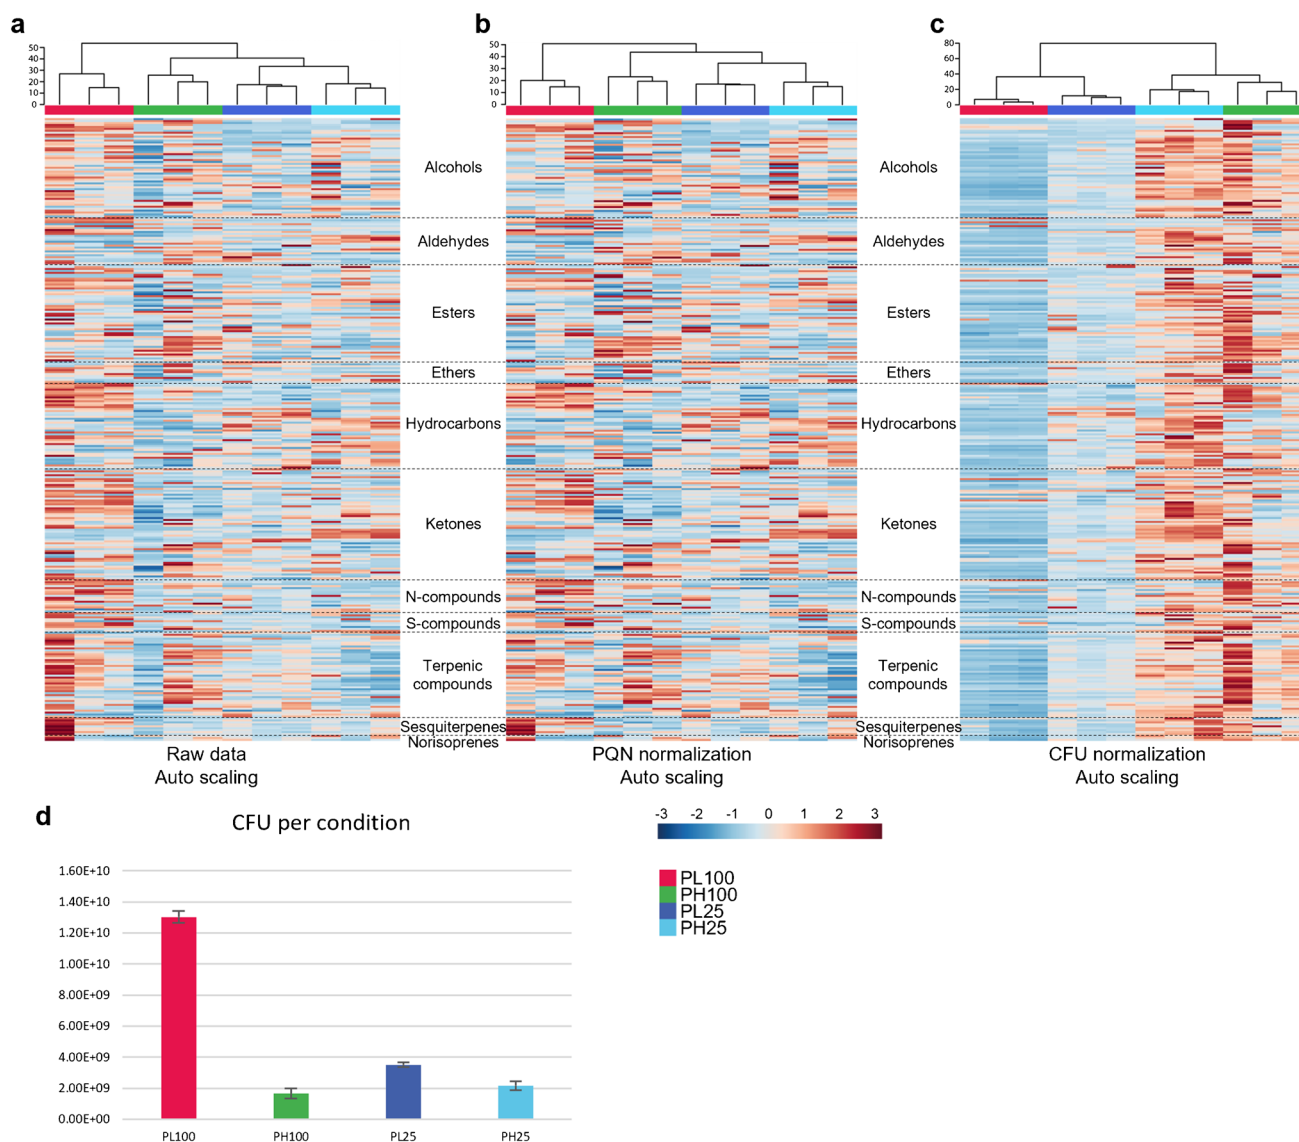 a
50
40
30
20
10
0
Alcohols
Aldehydes
Esters
Ethers
Hydrocarbons
Ketones
N-compounds
S-compounds
Terpenic
compounds
Sesquiterpenes
Norisoprenes
Raw data
Auto scaling
b
50
40
30
20
10
0
Alcohols
Aldehydes
Esters
Ethers
Hydrocarbons
Ketones
N-compounds
S-compounds
Terpenic
compounds
Sesquiterpenes
Norisoprenes
PQN normalization
Auto scaling
c
80
60
40
20
0
CFU normalization
Auto scaling
d
CFU per condition
1.60E+10
1.40E+10
1.20E+10
1.00E+10
8.00E+09
6.00E+09
4.00E+09
2.00E+09
0.00E+00
PL100
PH100
PL25
PH25
-3 -2 -1 0 1 2 3
PL100
PH100
PL25
PH25